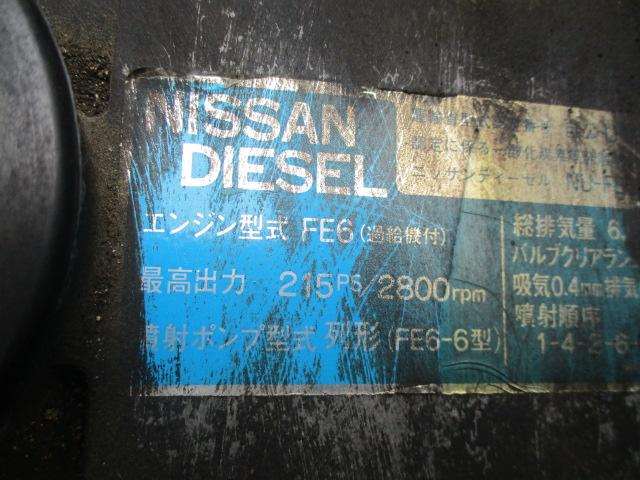 NISSAN
DIESEL
エンジン型式 FE6 (過給機付)
最高出力 215PS/2800rpm
噴射ポンプ型式 列形 (FE6-6型)
ニッサンディーゼル
総排気量 6
バルブクリアラン
吸気0.4mm排気
噴射順序
1-4-2-6-